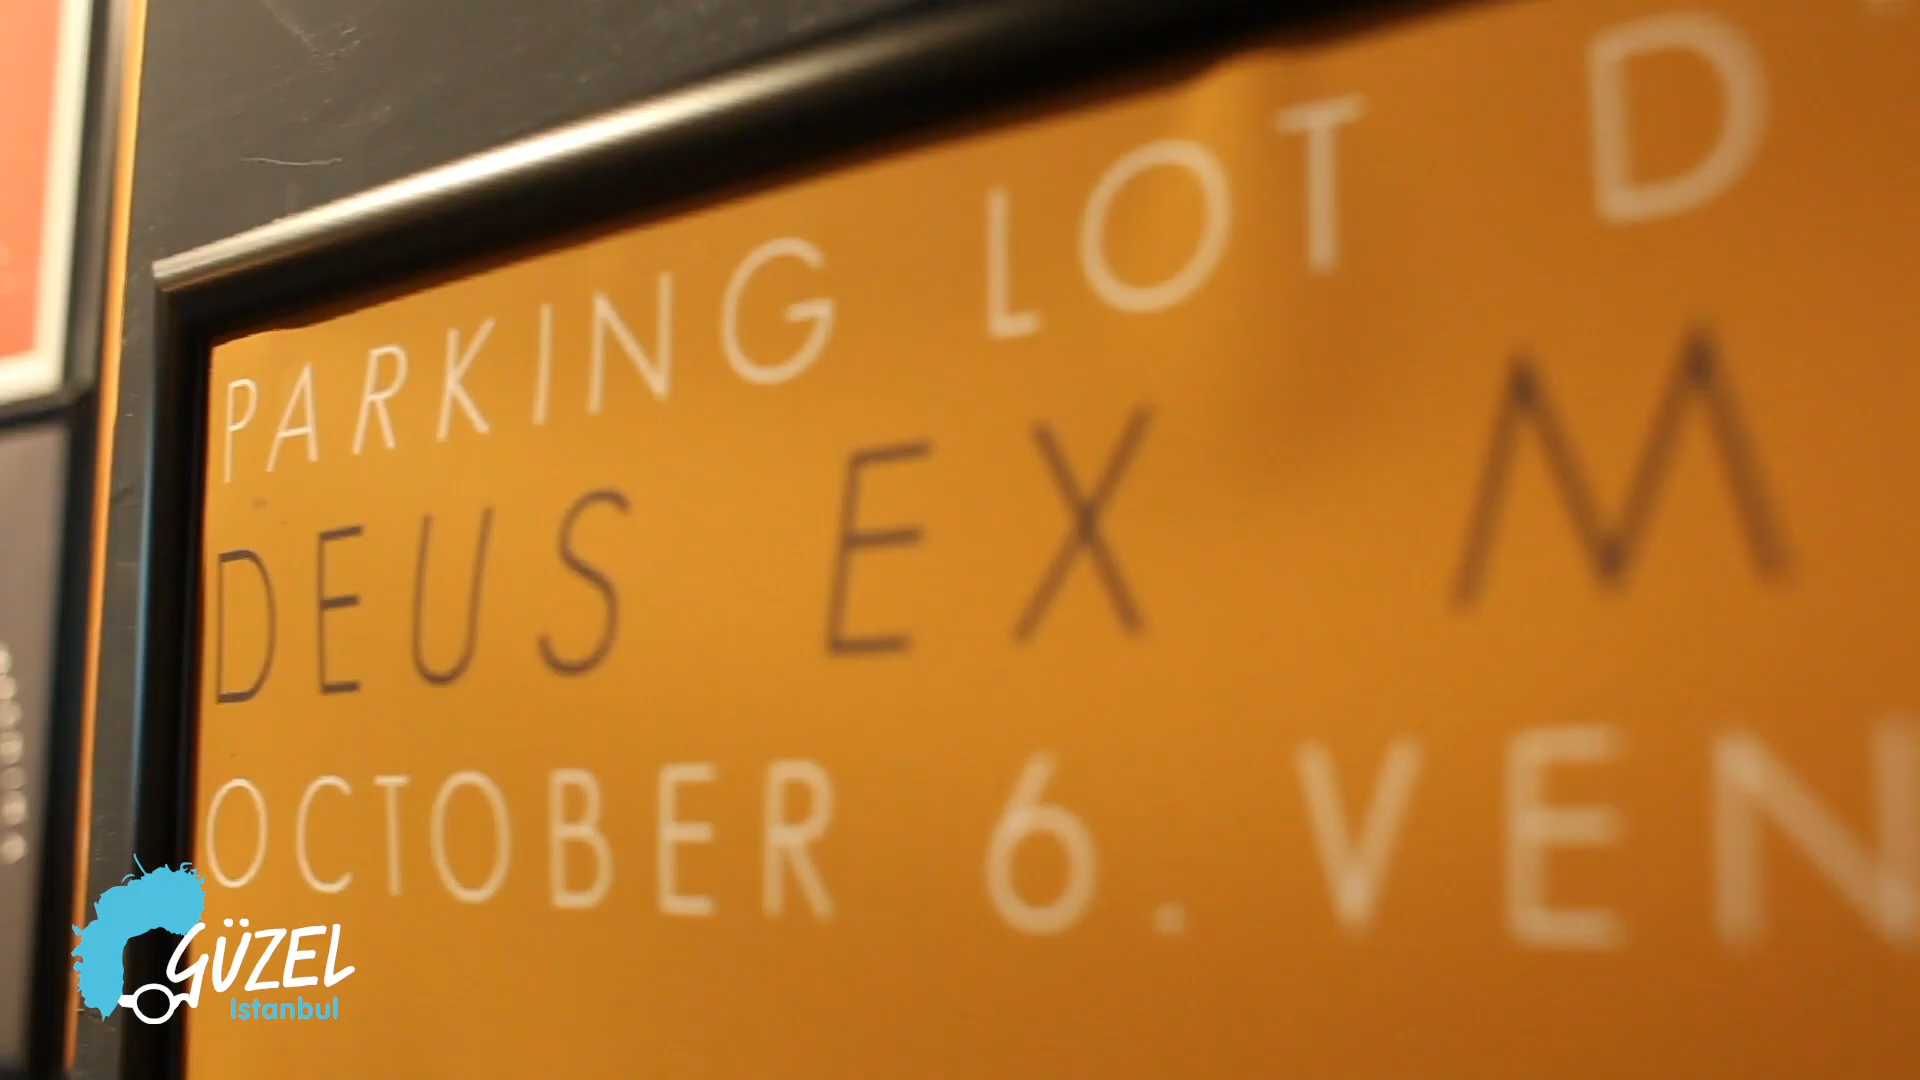 PARKING LOT D
DEUS EX M
OCTOBER 6. VEN
GÜZEL
Istanbul